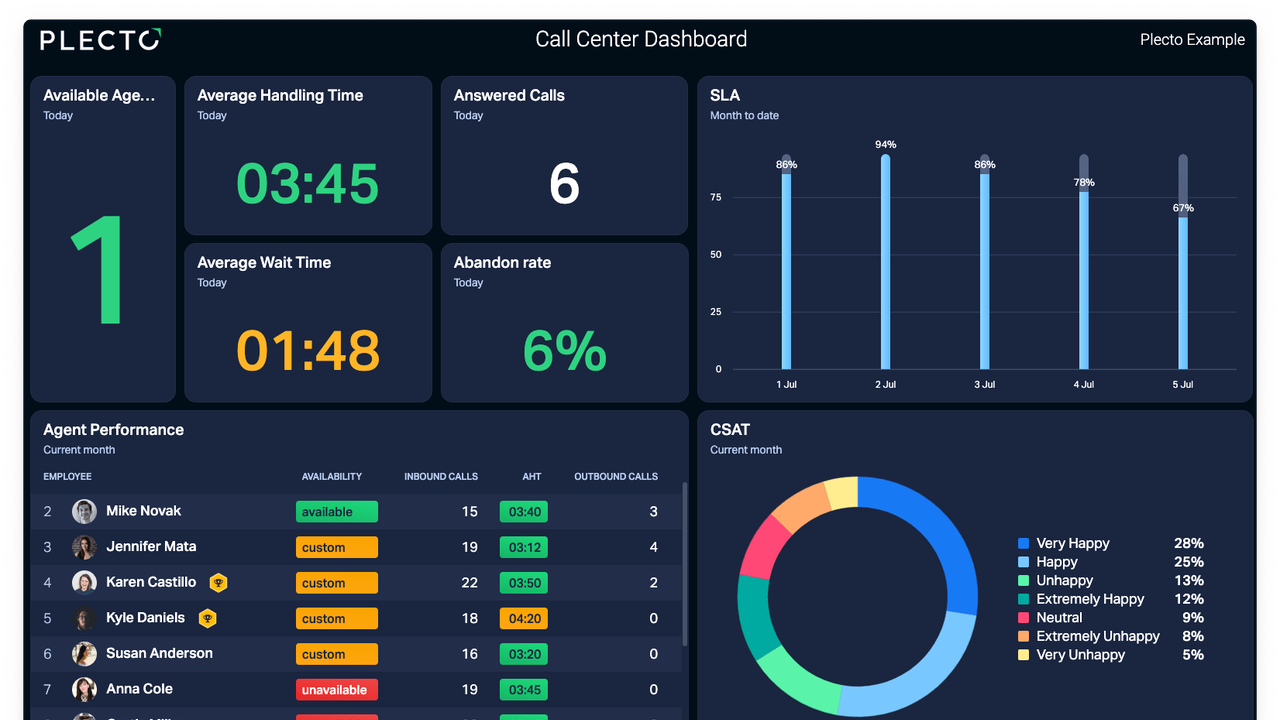 PLECTO
Call Center Dashboard
Plecto Example
Available Age...
Today
1
Average Handling Time
Today
03:45
Answered Calls
Today
6
Average Wait Time
Today
01:48
Abandon rate
Today
6%
SLA
Month to date
86% 94% 86% 78% 67%
75
50
25
0
1 Jul 2 Jul 3 Jul 4 Jul 5 Jul
Agent Performance
Current month
EMPLOYEE AVAILABILITY INBOUND CALLS AHT OUTBOUND CALLS
2 Mike Novak available 15 03:40 3
3 Jennifer Mata custom 19 03:12 4
4 Karen Castillo custom 22 03:50 2
5 Kyle Daniels custom 18 04:20 0
6 Susan Anderson custom 16 03:20 0
7 Anna Cole unavailable 19 03:45 0
CSAT
Current month
Very Happy 28%
Happy 25%
Unhappy 13%
Extremely Happy 12%
Neutral 9%
Extremely Unhappy 8%
Very Unhappy 5%